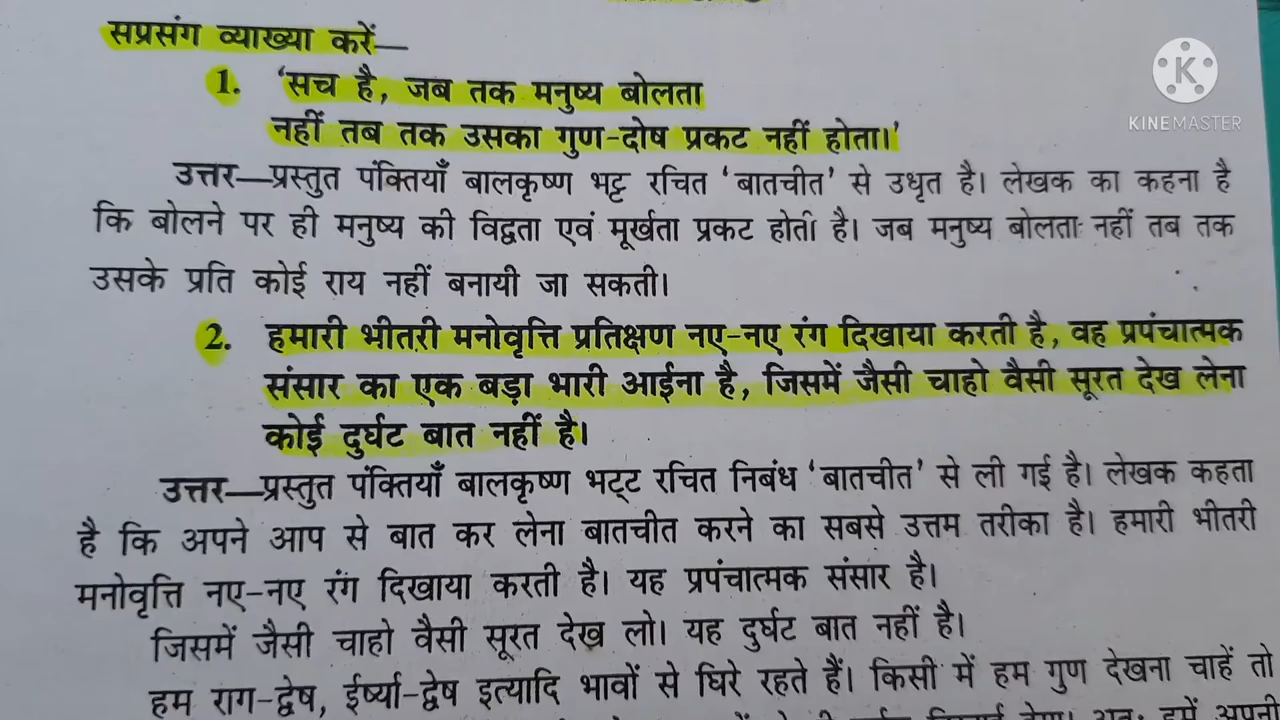 सप्रसंग व्याख्या करें—
K
KINEMASTER
1. 'सच है, जब तक मनुष्य बोलता
नहीं तब तक उसका गुण-दोष प्रकट नहीं होता।'
उत्तर—प्रस्तुत पंक्तियाँ बालकृष्ण भट्ट रचित 'बातचीत' से उधृत है। लेखक का कहना है
कि बोलने पर ही मनुष्य की विद्वता एवं मूर्खता प्रकट होती है। जब मनुष्य बोलता नहीं तब तक
उसके प्रति कोई राय नहीं बनायी जा सकती।
2. हमारी भीतरी मनोवृत्ति प्रतिक्षण नए-नए रंग दिखाया करती है, वह प्रपंचात्मक
संसार का एक बड़ा भारी आईना है, जिसमें जैसी चाहो वैसी सूरत देख लेना
कोई दुर्घट बात नहीं है।
उत्तर—प्रस्तुत पंक्तियाँ बालकृष्ण भट्‌ट रचित निबंध 'बातचीत' से ली गई है। लेखक कहता
है कि अपने आप से बात कर लेना बातचीत करने का सबसे उत्तम तरीका है। हमारी भीतरी
मनोवृत्ति नए-नए रंग दिखाया करती है। यह प्रपंचात्मक संसार है।
जिसमें जैसी चाहो वैसी सूरत देख लो। यह दुर्घट बात नहीं है।
हम राग-द्वेष, ईर्ष्या-द्वेष इत्यादि भावों से घिरे रहते हैं। किसी में हम गुण देखना चाहें तो